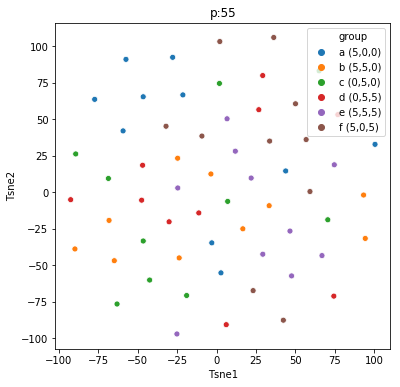 p:55
group
a (5,0,0)
b (5,5,0)
c (0,5,0)
d (0,5,5)
e (5,5,5)
f (5,0,5)
Tsne2
100
75
50
25
0
−25
−50
−75
−100
−100 −75 −50 −25 0 25 50 75 100
Tsne1